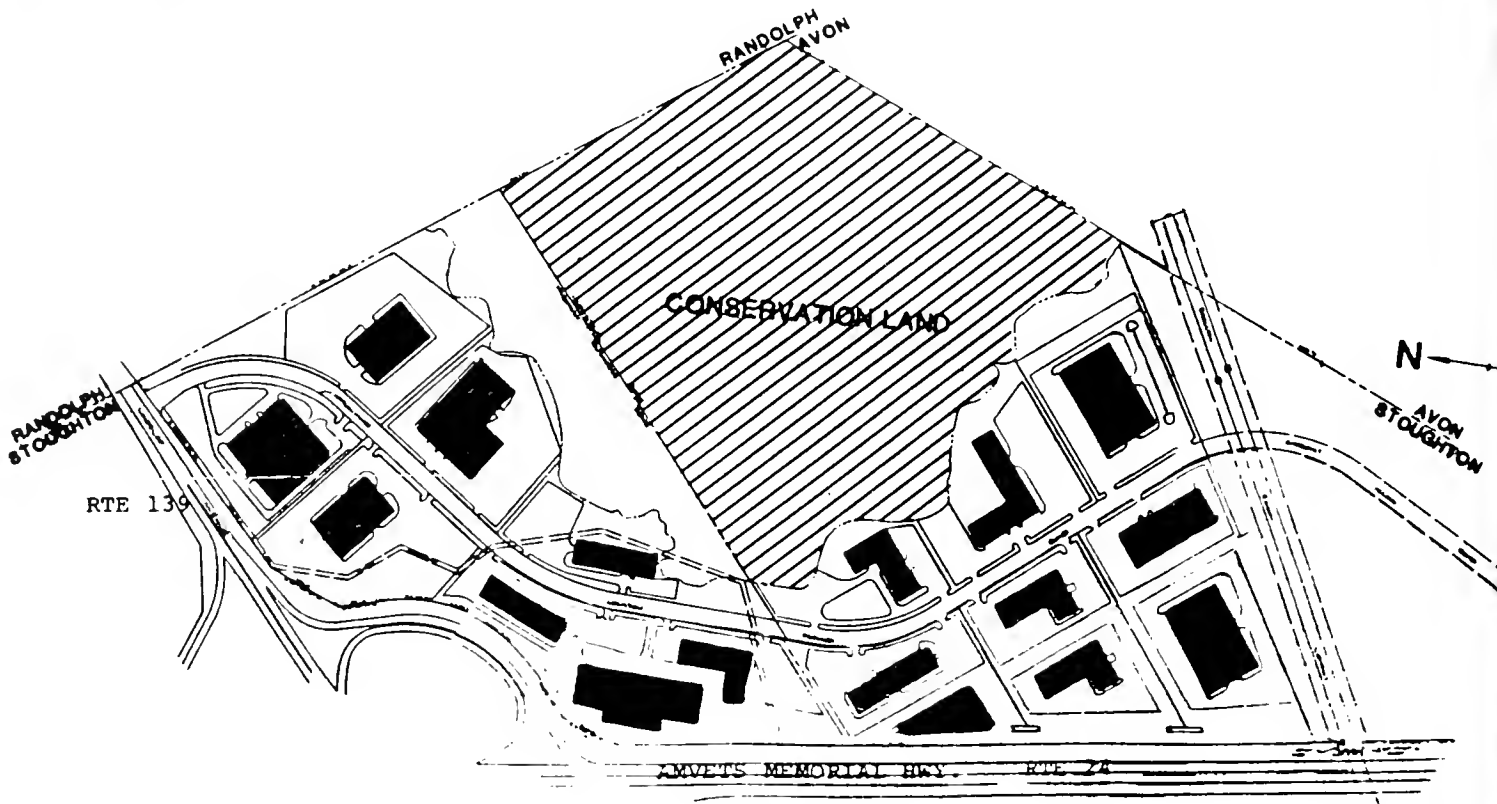 RANDOLPH
AVON
CONSERVATION LAND
N
RANDOLPH
STOUGHTON
AVON
STOUGHTON
RTE 139
AMVETS MEMORIAL HWY. RTE 24